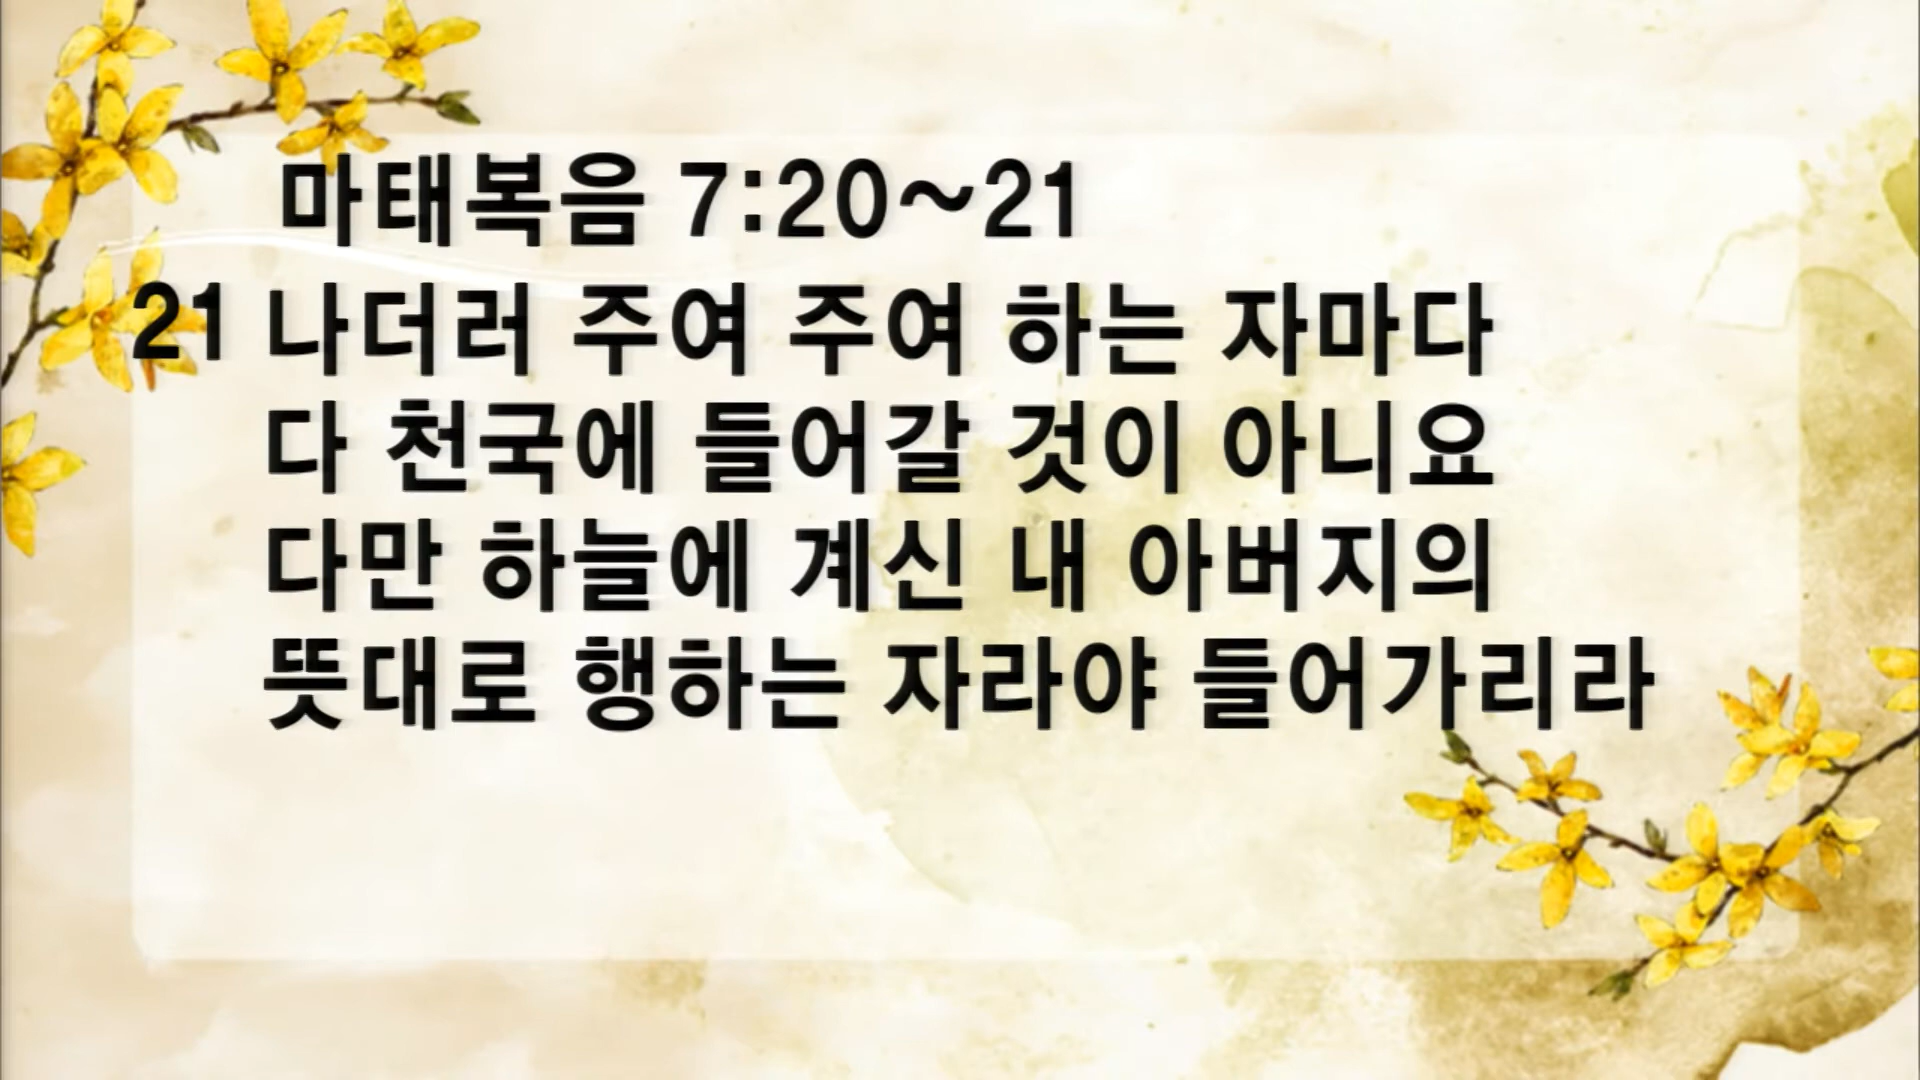 마태복음 7:20~21
21 나더러 주여 주여 하는 자마다
다 천국에 들어갈 것이 아니요
다만 하늘에 계신 내 아버지의
뜻대로 행하는 자라야 들어가리라